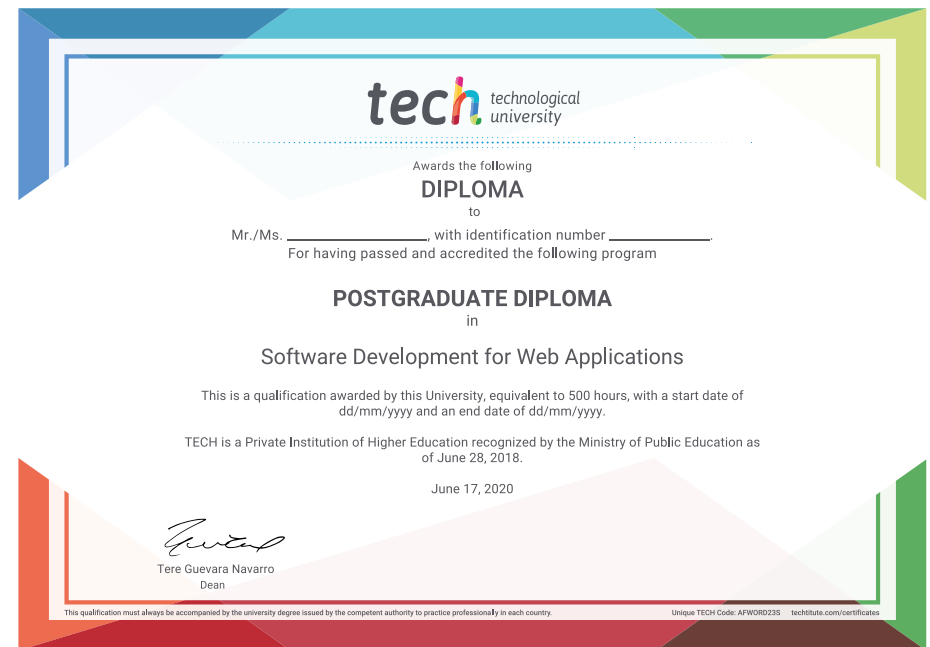 tech technological
university
Awards the following
DIPLOMA
to
Mr./Ms. ____________________, with identification number ______________.
For having passed and accredited the following program
POSTGRADUATE DIPLOMA
in
Software Development for Web Applications
This is a qualification awarded by this University, equivalent to 500 hours, with a start date of
dd/mm/yyyy and an end date of dd/mm/yyyy.
TECH is a Private Institution of Higher Education recognized by the Ministry of Public Education as
of June 28, 2018.
June 17, 2020
Tere Guevara Navarro
Dean
This qualification must always be accompanied by the university degree issued by the competent authority to practice professionally in each country. Unique TECH Code: AFWORD23S techtitute.com/certificates